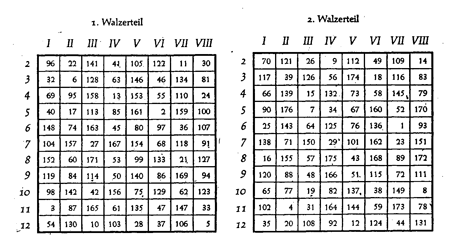 1. Walzerteil
I II III IV V VI VII VIII
2 96 22 141 41 105 122 11 30
3 32 6 128 63 146 46 134 81
4 69 95 158 13 153 55 110 24
5 40 17 113 85 161 2 159 100
6 148 74 163 45 80 97 36 107
7 104 157 27 167 154 68 118 91
8 152 60 171 53 99 133 21 127
9 119 84 114 50 140 86 169 94
10 98 142 42 156 75 129 62 123
11 3 87 165 61 135 47 147 33
12 54 130 10 103 28 37 106 5
2. Walzerteil
I II III IV V VI VII VIII
2 70 121 26 9 112 49 109 14
3 117 39 126 56 174 18 116 83
4 66 139 15 132 73 58 145 79
5 90 176 7 34 67 160 52 170
6 25 143 64 125 76 136 1 93
7 138 71 150 29 101 162 23 151
8 16 155 57 175 43 168 89 172
9 120 88 48 166 51 115 72 111
10 65 77 19 82 137 38 149 8
11 102 4 31 164 144 59 173 78
12 35 20 108 92 12 124 44 131